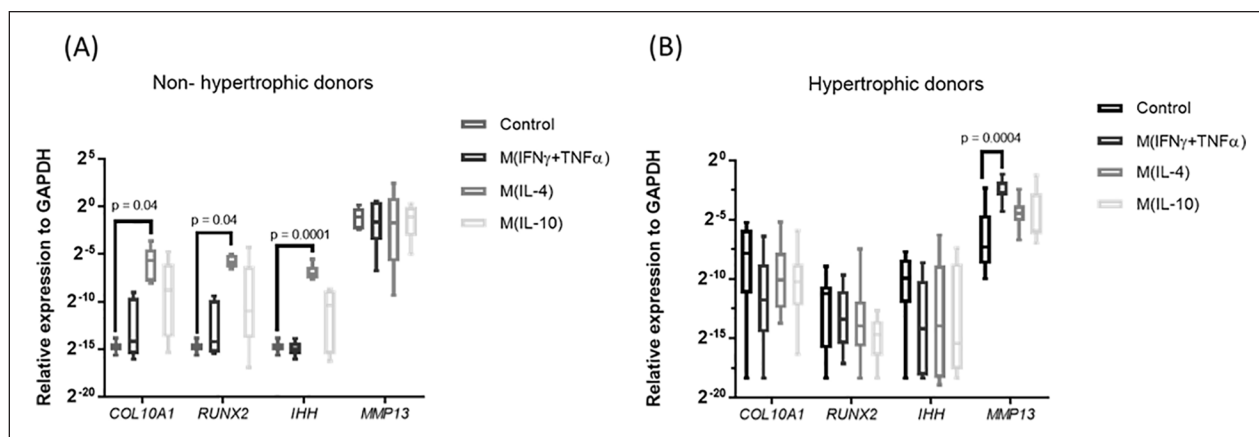 (A)
Non- hypertrophic donors
Control
M(IFNγ+TNFα)
M(IL-4)
M(IL-10)
Relative expression to GAPDH
2^5
2^0
2^-5
2^-10
2^-15
2^-20
p = 0.04
p = 0.04
p = 0.0001
COL10A1 RUNX2 IHH MMP13
(B)
Hypertrophic donors
Control
M(IFNγ+TNFα)
M(IL-4)
M(IL-10)
Relative expression to GAPDH
2^0
2^-5
2^-10
2^-15
2^-20
p = 0.0004
COL10A1 RUNX2 IHH MMP13